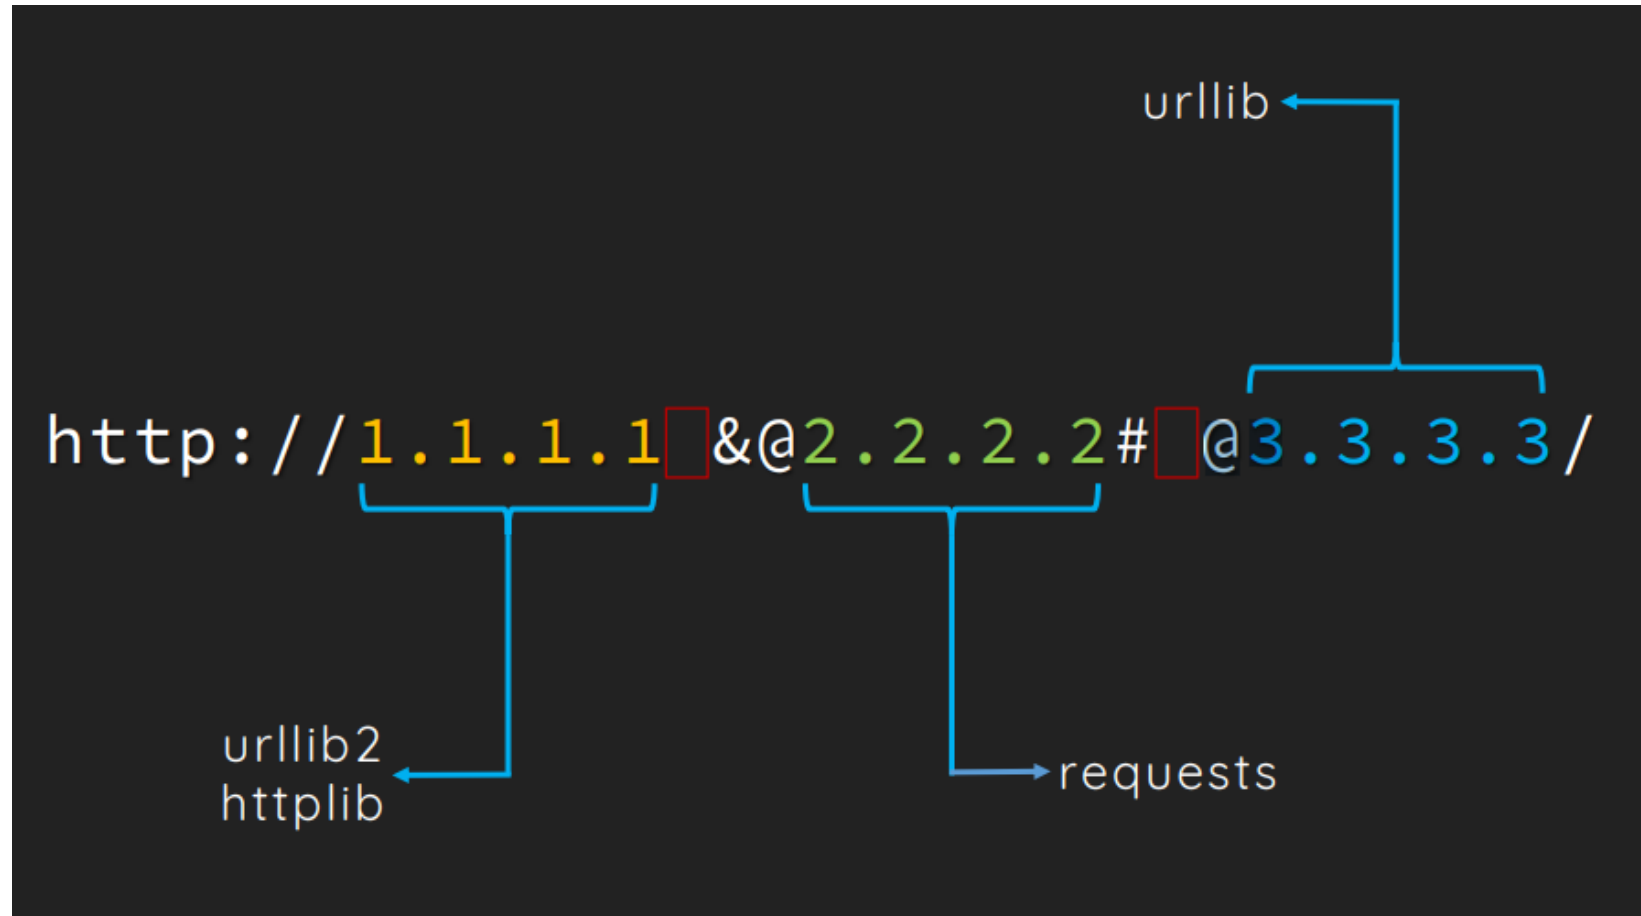 urllib
http://1.1.1.1 &@2.2.2.2# @3.3.3.3/
urllib2
httplib
requests